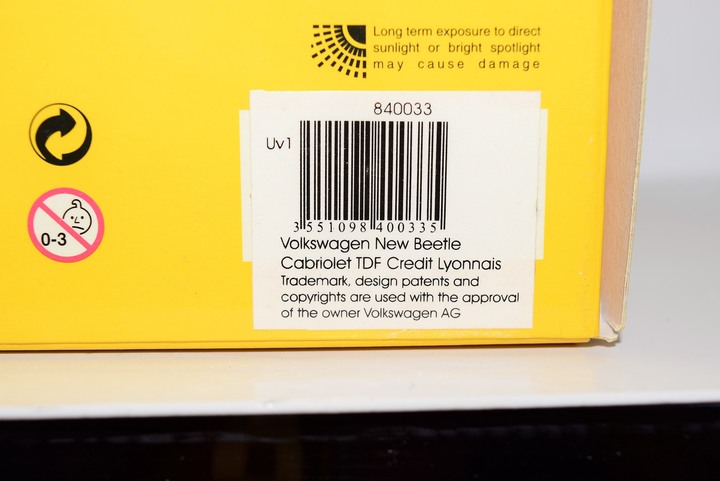 Long term exposure to direct
sunlight or bright spotlight
may cause damage
840033
Uv1
3 551098 400335
Volkswagen New Beetle
Cabriolet TDF Credit Lyonnais
Trademark, design patents and
copyrights are used with the approval
of the owner Volkswagen AG
0-3